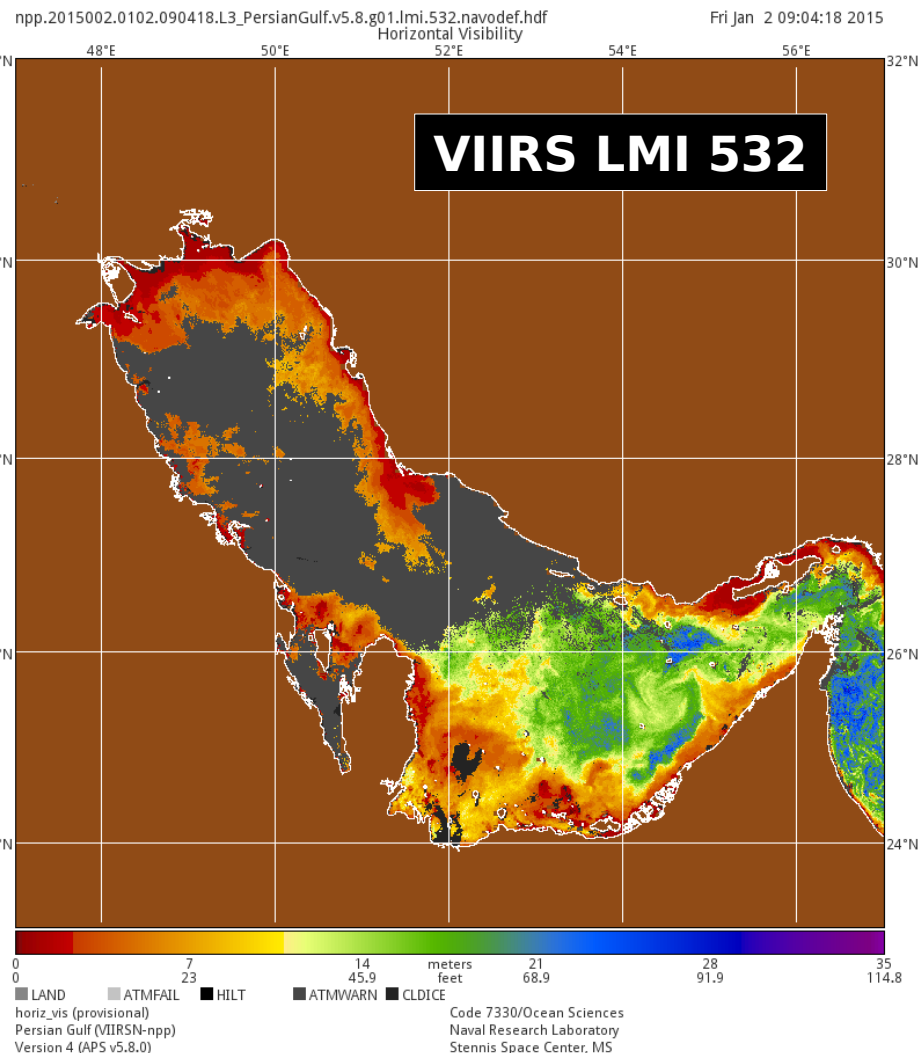 npp.2015002.0102.090418.L3_PersianGulf.v5.8.g01.lmi.532.navodef.hdf Fri Jan 2 09:04:18 2015
Horizontal Visibility
48°E 50°E 52°E 54°E 56°E
°N 32°N
VIIRS LMI 532
°N 30°N
°N 28°N
°N 26°N
°N 24°N
0 7 14 meters 21 28 35
0 23 45.9 feet 68.9 91.9 114.8
LAND ATMFAIL HILT ATMWARN CLDICE
horiz_vis (provisional) Code 7330/Ocean Sciences
Persian Gulf (VIIRSN-npp) Naval Research Laboratory
Version 4 (APS v5.8.0) Stennis Space Center, MS